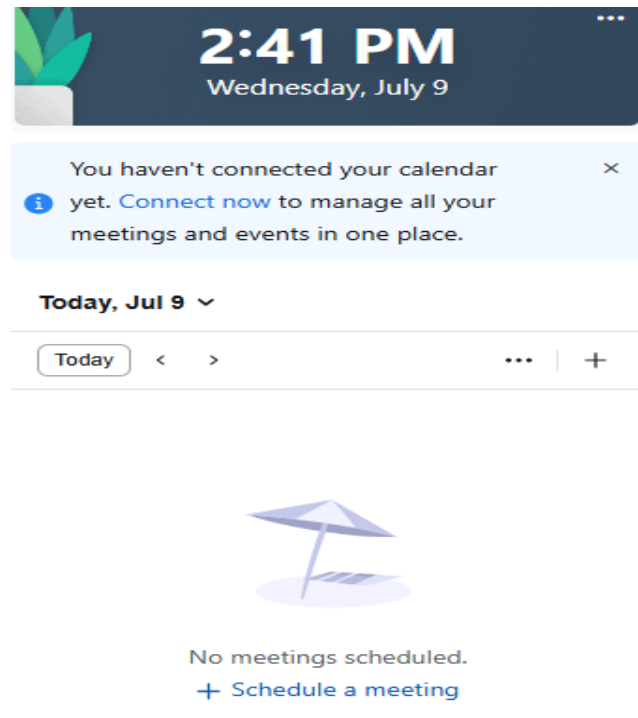 2:41 PM
Wednesday, July 9
You haven't connected your calendar
yet. Connect now to manage all your
meetings and events in one place.
Today, Jul 9
Today
No meetings scheduled.
+ Schedule a meeting